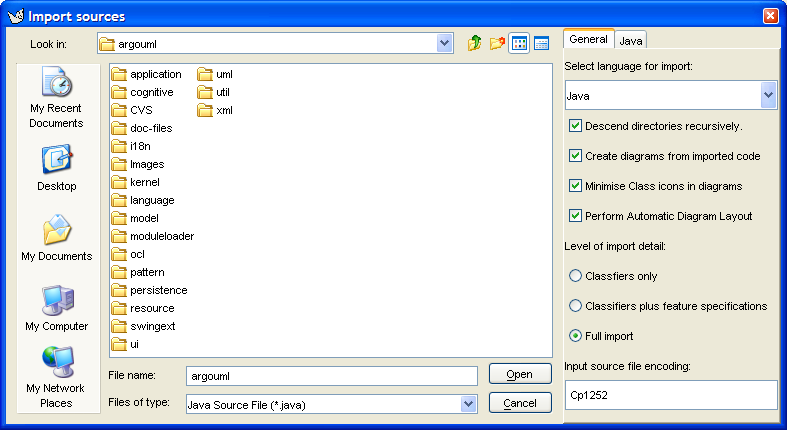 Import sources
Look in:
argouml
My Recent
Documents
Desktop
My Documents
My Computer
My Network
Places
application
cognitive
CVS
doc-files
i18n
Images
kernel
language
model
moduleloader
ocl
pattern
persistence
resource
swingext
ui
uml
util
xml
File name:
argouml
Open
Files of type:
Java Source File (*.java)
Cancel
General
Java
Select language for import:
Java
Descend directories recursively.
Create diagrams from imported code
Minimise Class icons in diagrams
Perform Automatic Diagram Layout
Level of import detail:
Classfiers only
Classifiers plus feature specifications
Full import
Input source file encoding:
Cp1252